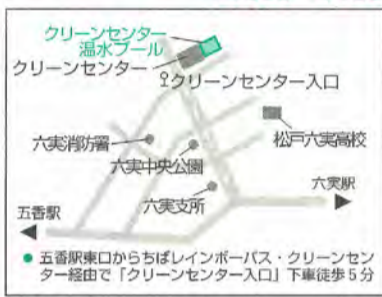 クリーンセンター
温水プール
クリーンセンター
クリーンセンター入口
六実消防署
松戸六実高校
六実中央公園
六実駅
六実支所
五香駅
● 五香駅東口からちばレインボーバス・クリーンセン
ター経由で「クリーンセンター入口」下車徒歩5分